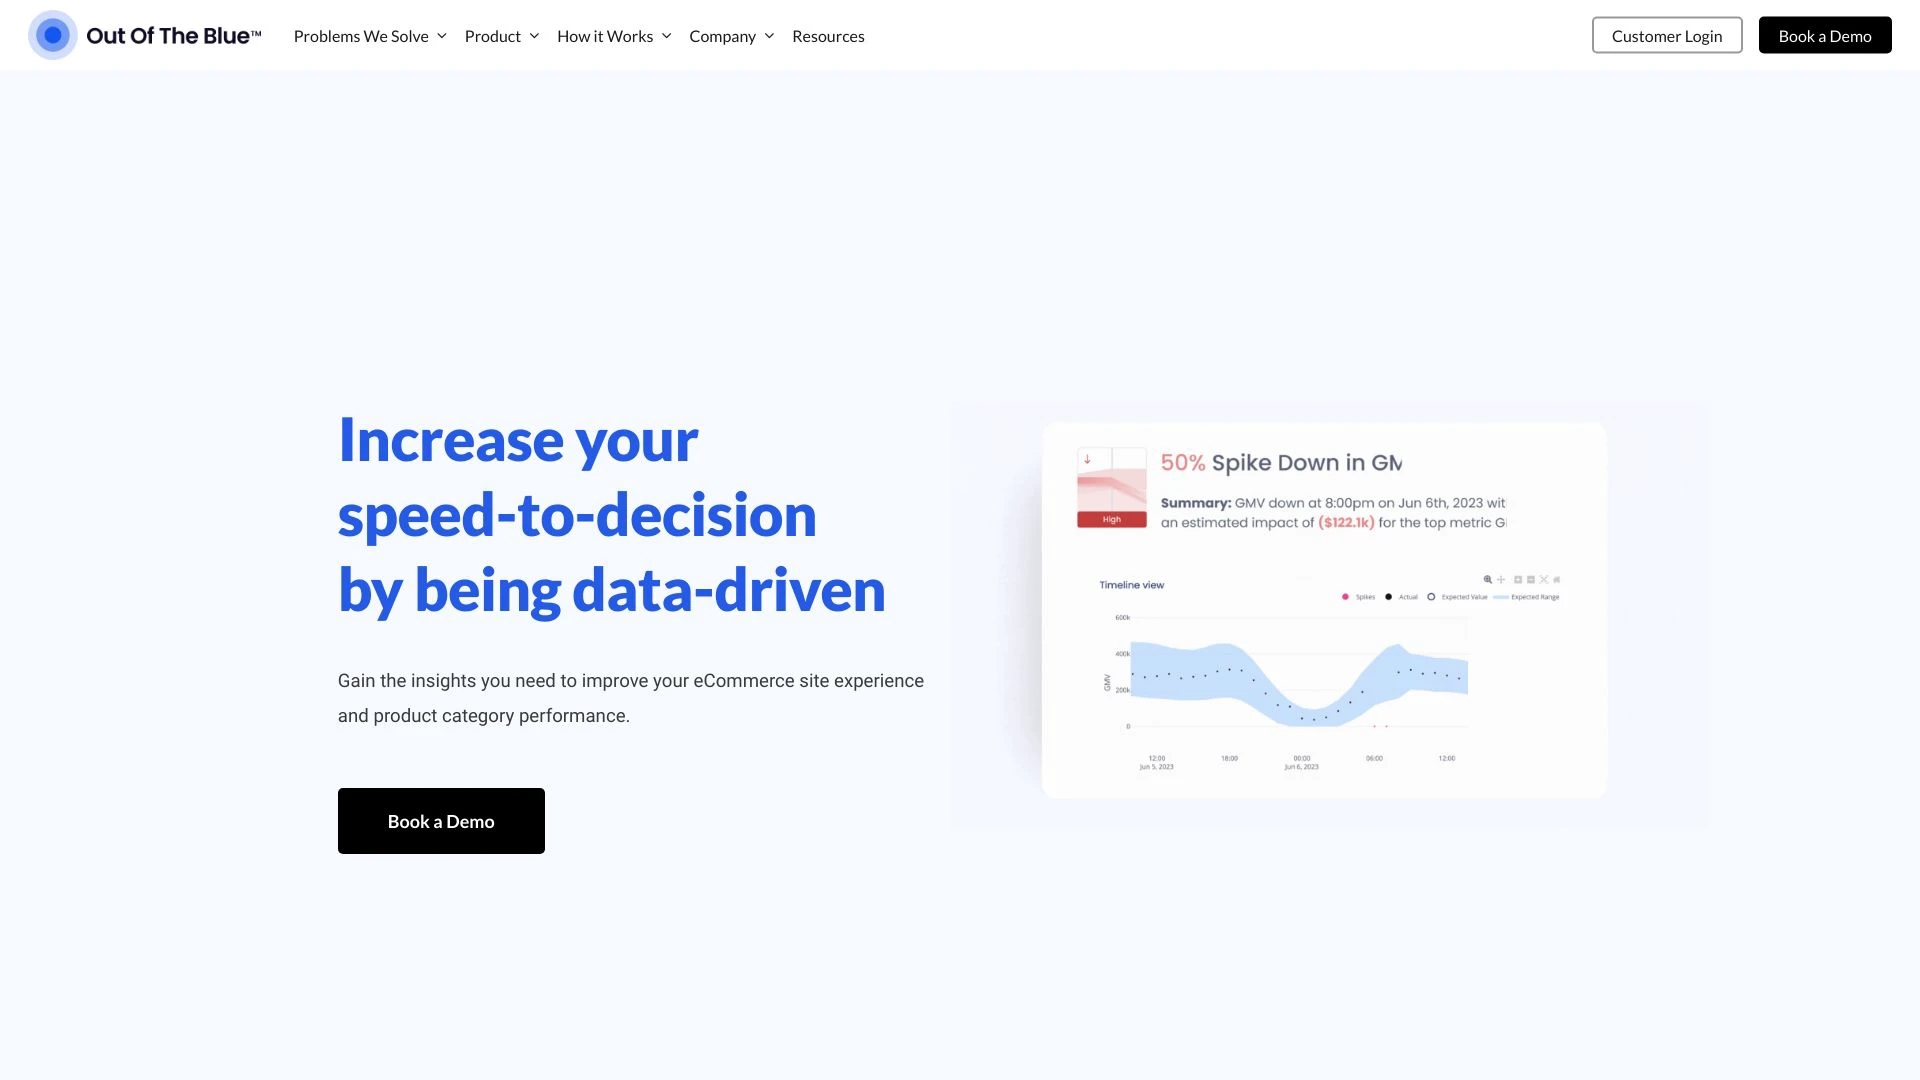 Out Of The Blue™
Problems We Solve
Product
How it Works
Company
Resources
Customer Login
Book a Demo
Increase your
speed-to-decision
by being data-driven
Gain the insights you need to improve your eCommerce site experience
and product category performance.
Book a Demo
High
50% Spike Down in GM
Summary: GMV down at 8:00pm on Jun 6th, 2023 wit
an estimated impact of ($122.1k) for the top metric G
Timeline view
Spikes Actual Expected Value Expected Range
600k
400k
200k
0
GMV
12:00 18:00 00:00 06:00 12:00
Jun 5, 2023 Jun 6, 2023